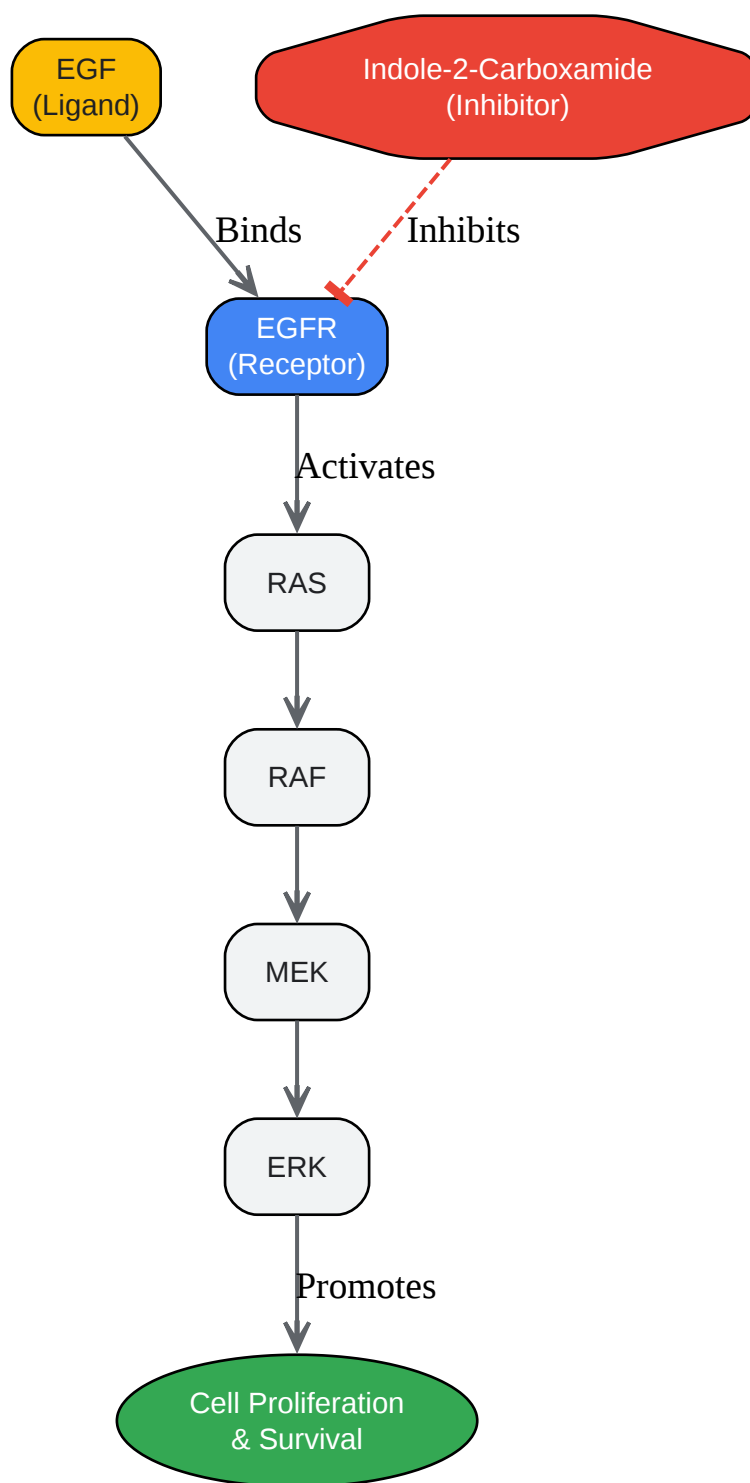 EGF
(Ligand)
Indole-2-Carboxamide
(Inhibitor)
Binds
Inhibits
EGFR
(Receptor)
Activates
RAS
RAF
MEK
ERK
Promotes
Cell Proliferation
& Survival